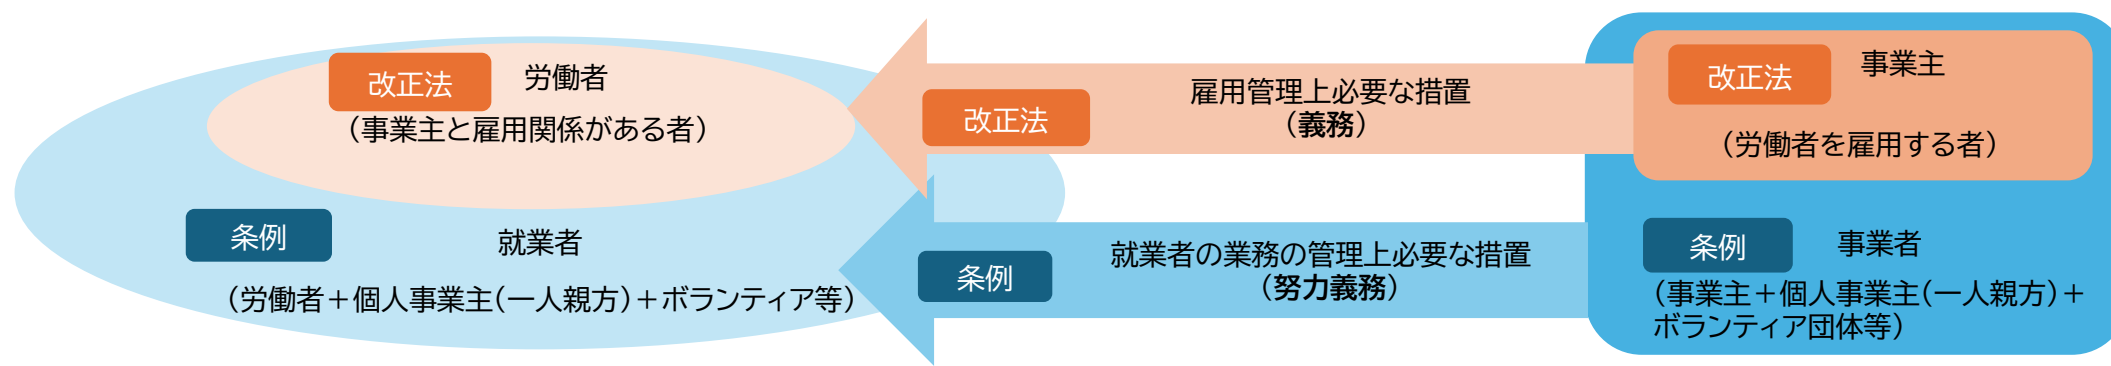 改正法 労働者
（事業主と雇用関係がある者）
条例 就業者
（労働者＋個人事業主（一人親方）＋ボランティア等）
改正法
雇用管理上必要な措置
（義務）
条例
就業者の業務の管理上必要な措置
（努力義務）
改正法 事業主
（労働者を雇用する者）
条例 事業者
（事業主＋個人事業主（一人親方）＋
ボランティア団体等）